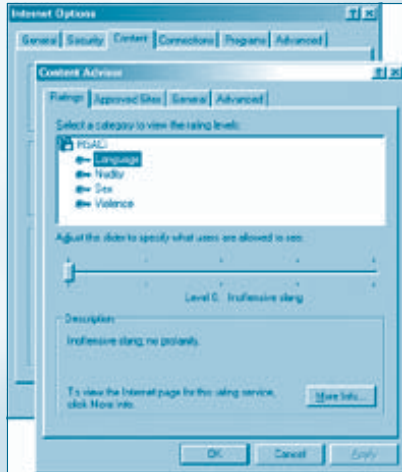 Internet Options
General Security Content Connections Programs Advanced
Content Advisor
Ratings Approved Sites General Advanced
Select a category to view the rating levels:
RSACi
Language
Nudity
Sex
Violence
Adjust the slider to specify what users are allowed to see:
Level 0: Inoffensive slang
Description
Inoffensive slang; no profanity.
To view the Internet page for this rating service,
click More Info.
More Info...
OK Cancel Apply